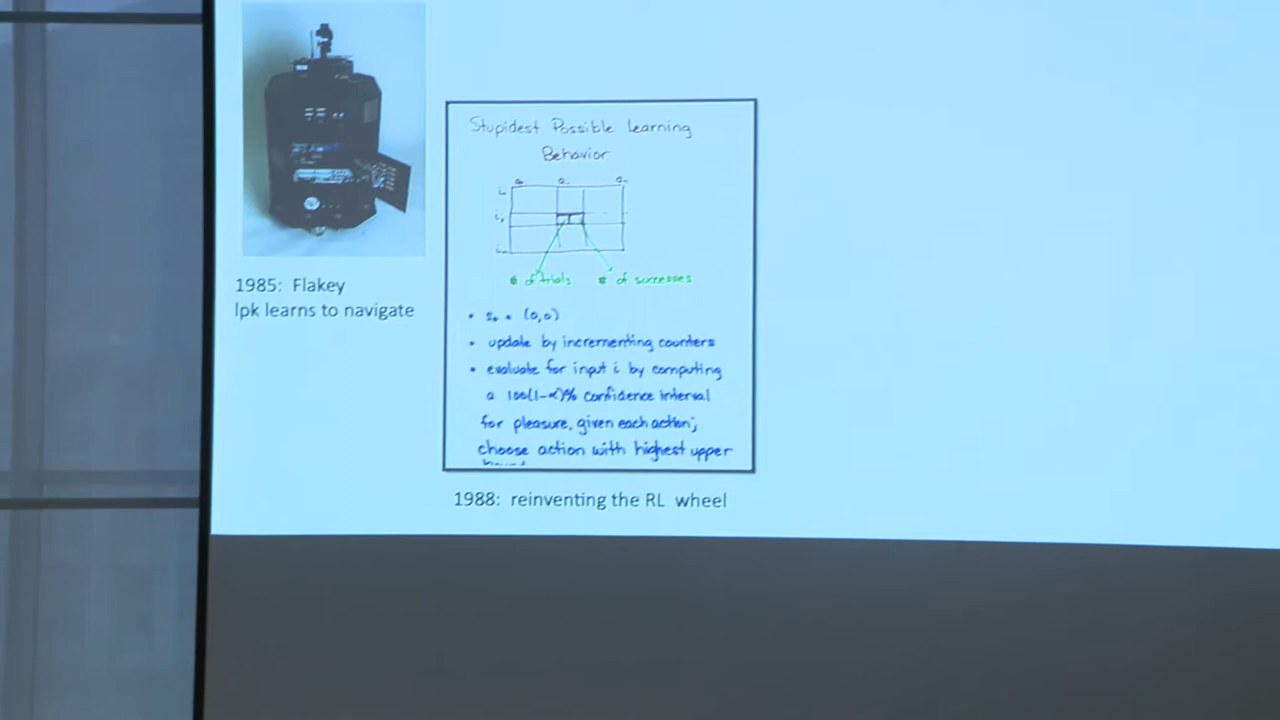 1985: Flakey
lpk learns to navigate
Stupidest Possible Learning
Behavior
# of trials # of successes
• s₀ = (0,0)
• update by incrementing counters
• evaluate for input i by computing
a 100(1-α)% confidence interval
for pleasure, given each action;
choose action with highest upper
1988: reinventing the RL wheel